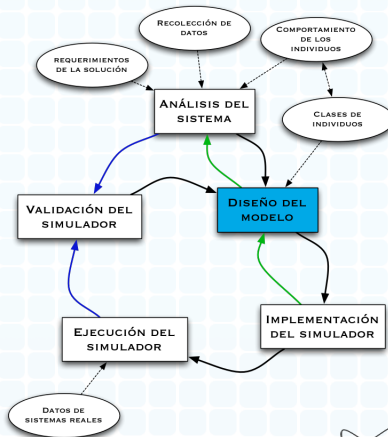 RECOLECCIÓN DE
DATOS
COMPORTAMIENTO
DE LOS
INDIVIDUOS
REQUERIMIENTOS
DE LA SOLUCIÓN
ANÁLISIS DEL
SISTEMA
CLASES DE
INDIVIDUOS
VALIDACIÓN DEL
SIMULADOR
DISEÑO DEL
MODELO
EJECUCIÓN DEL
SIMULADOR
IMPLEMENTACIÓN
DEL SIMULADOR
DATOS DE
SISTEMAS REALES